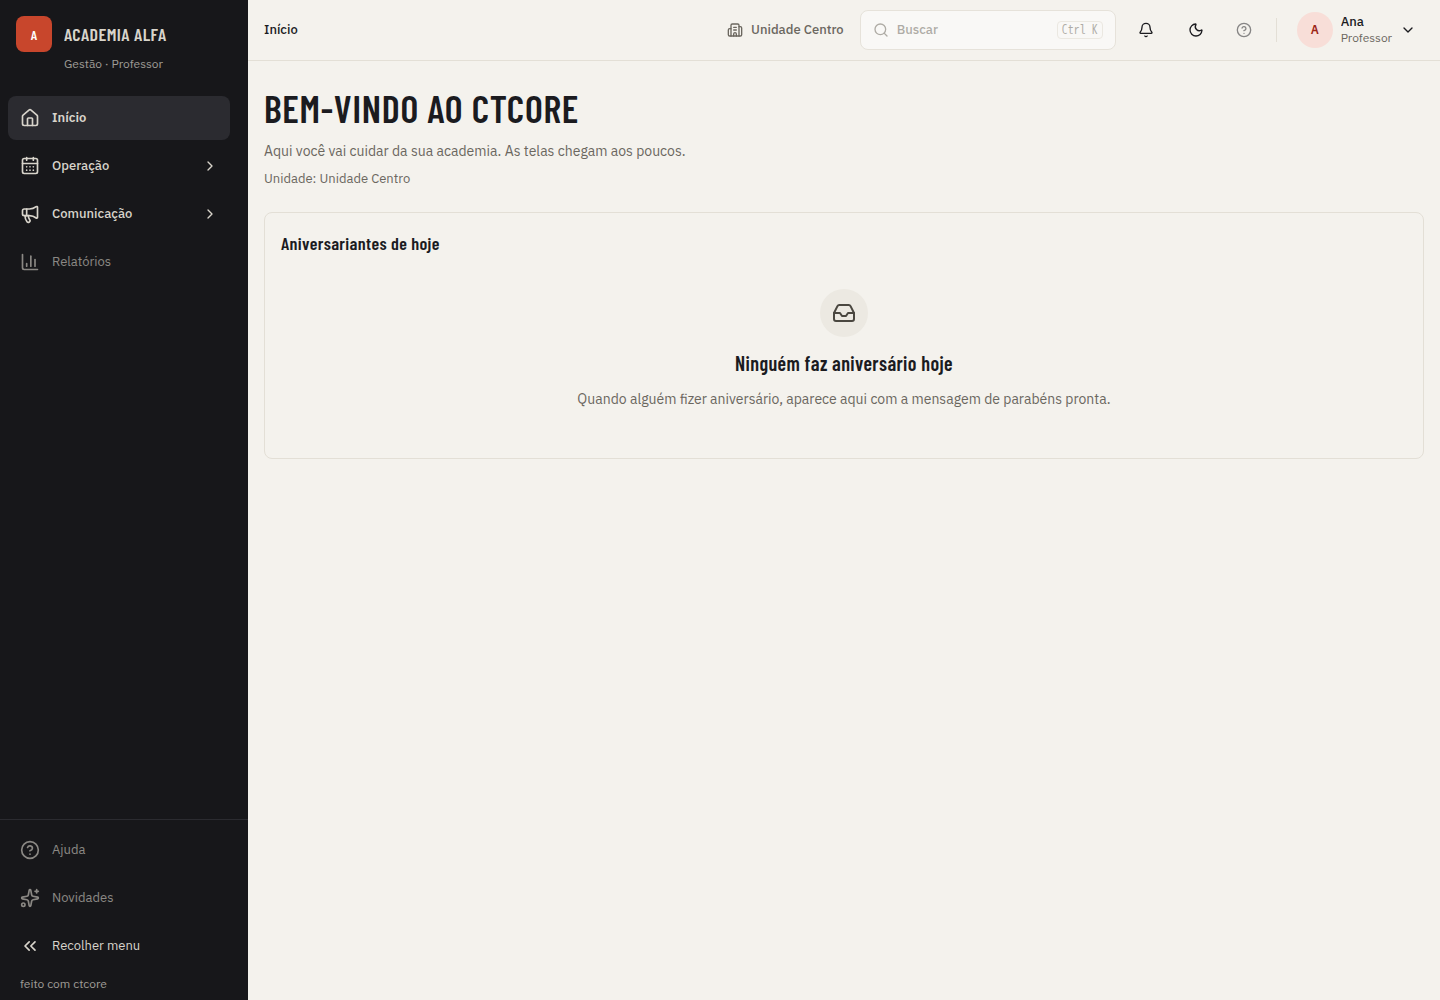 A
ACADEMIA ALFA
Gestão · Professor
Início
Operação
Comunicação
Relatórios
Ajuda
Novidades
Recolher menu
feito com ctcore
Início
Unidade Centro
Buscar
Ctrl K
A
Ana
Professor
BEM-VINDO AO CTCORE
Aqui você vai cuidar da sua academia. As telas chegam aos poucos.
Unidade: Unidade Centro
Aniversariantes de hoje
Ninguém faz aniversário hoje
Quando alguém fizer aniversário, aparece aqui com a mensagem de parabéns pronta.